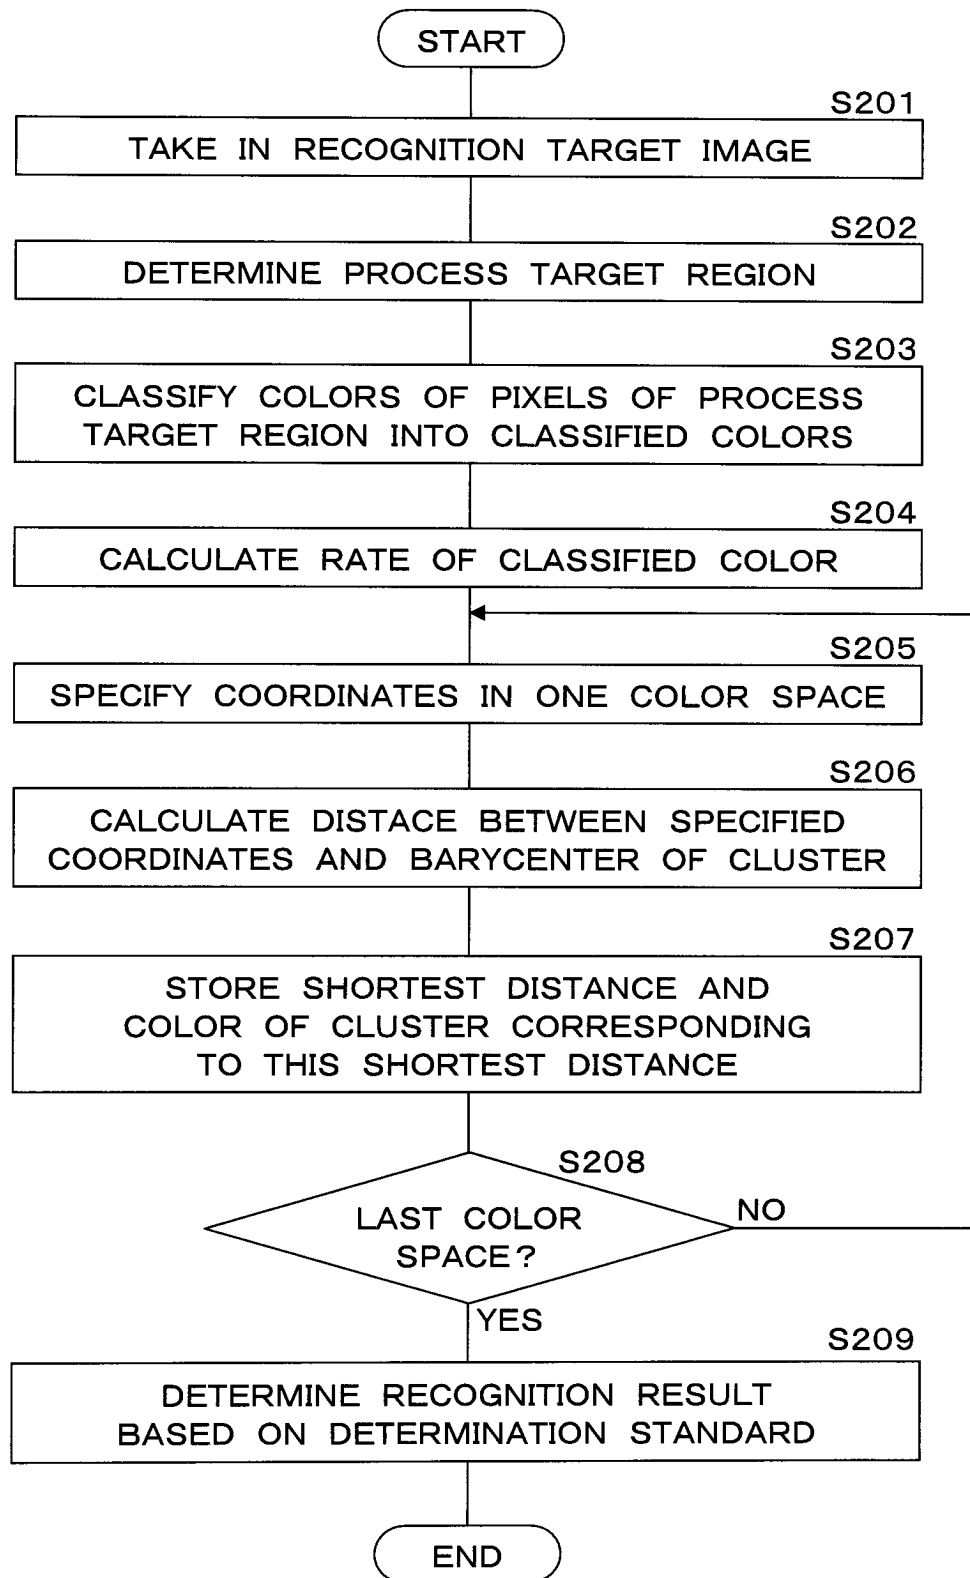 START
S201
TAKE IN RECOGNITION TARGET IMAGE
S202
DETERMINE PROCESS TARGET REGION
S203
CLASSIFY COLORS OF PIXELS OF PROCESS
TARGET REGION INTO CLASSIFIED COLORS
S204
CALCULATE RATE OF CLASSIFIED COLOR
S205
SPECIFY COORDINATES IN ONE COLOR SPACE
S206
CALCULATE DISTACE BETWEEN SPECIFIED
COORDINATES AND BARYCENTER OF CLUSTER
S207
STORE SHORTEST DISTANCE AND
COLOR OF CLUSTER CORRESPONDING
TO THIS SHORTEST DISTANCE
S208
LAST COLOR
SPACE?
NO
YES
S209
DETERMINE RECOGNITION RESULT
BASED ON DETERMINATION STANDARD
END